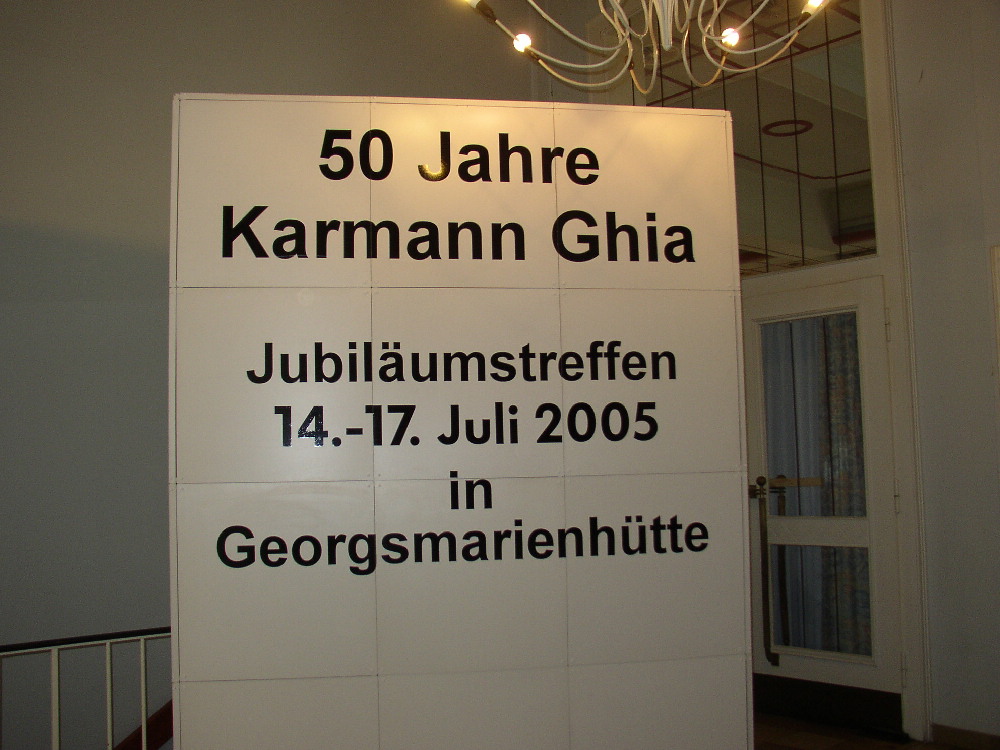 50 Jahre
Karmann Ghia
Jubiläumstreffen
14.-17. Juli 2005
in
Georgsmarienhütte